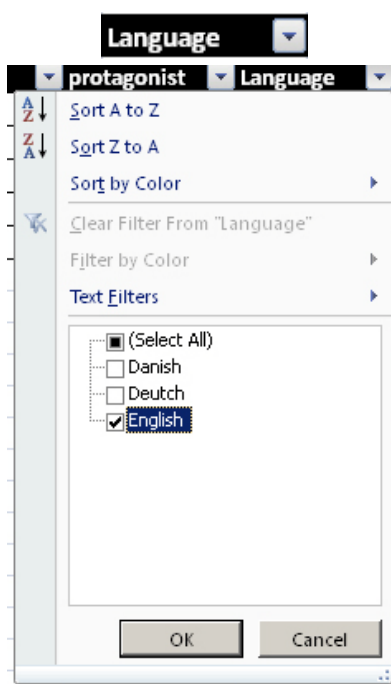 Language
protagonist Language
Sort A to Z
Sort Z to A
Sort by Color
Clear Filter From "Language"
Filter by Color
Text Filters
(Select All)
Danish
Deutch
English
OK Cancel